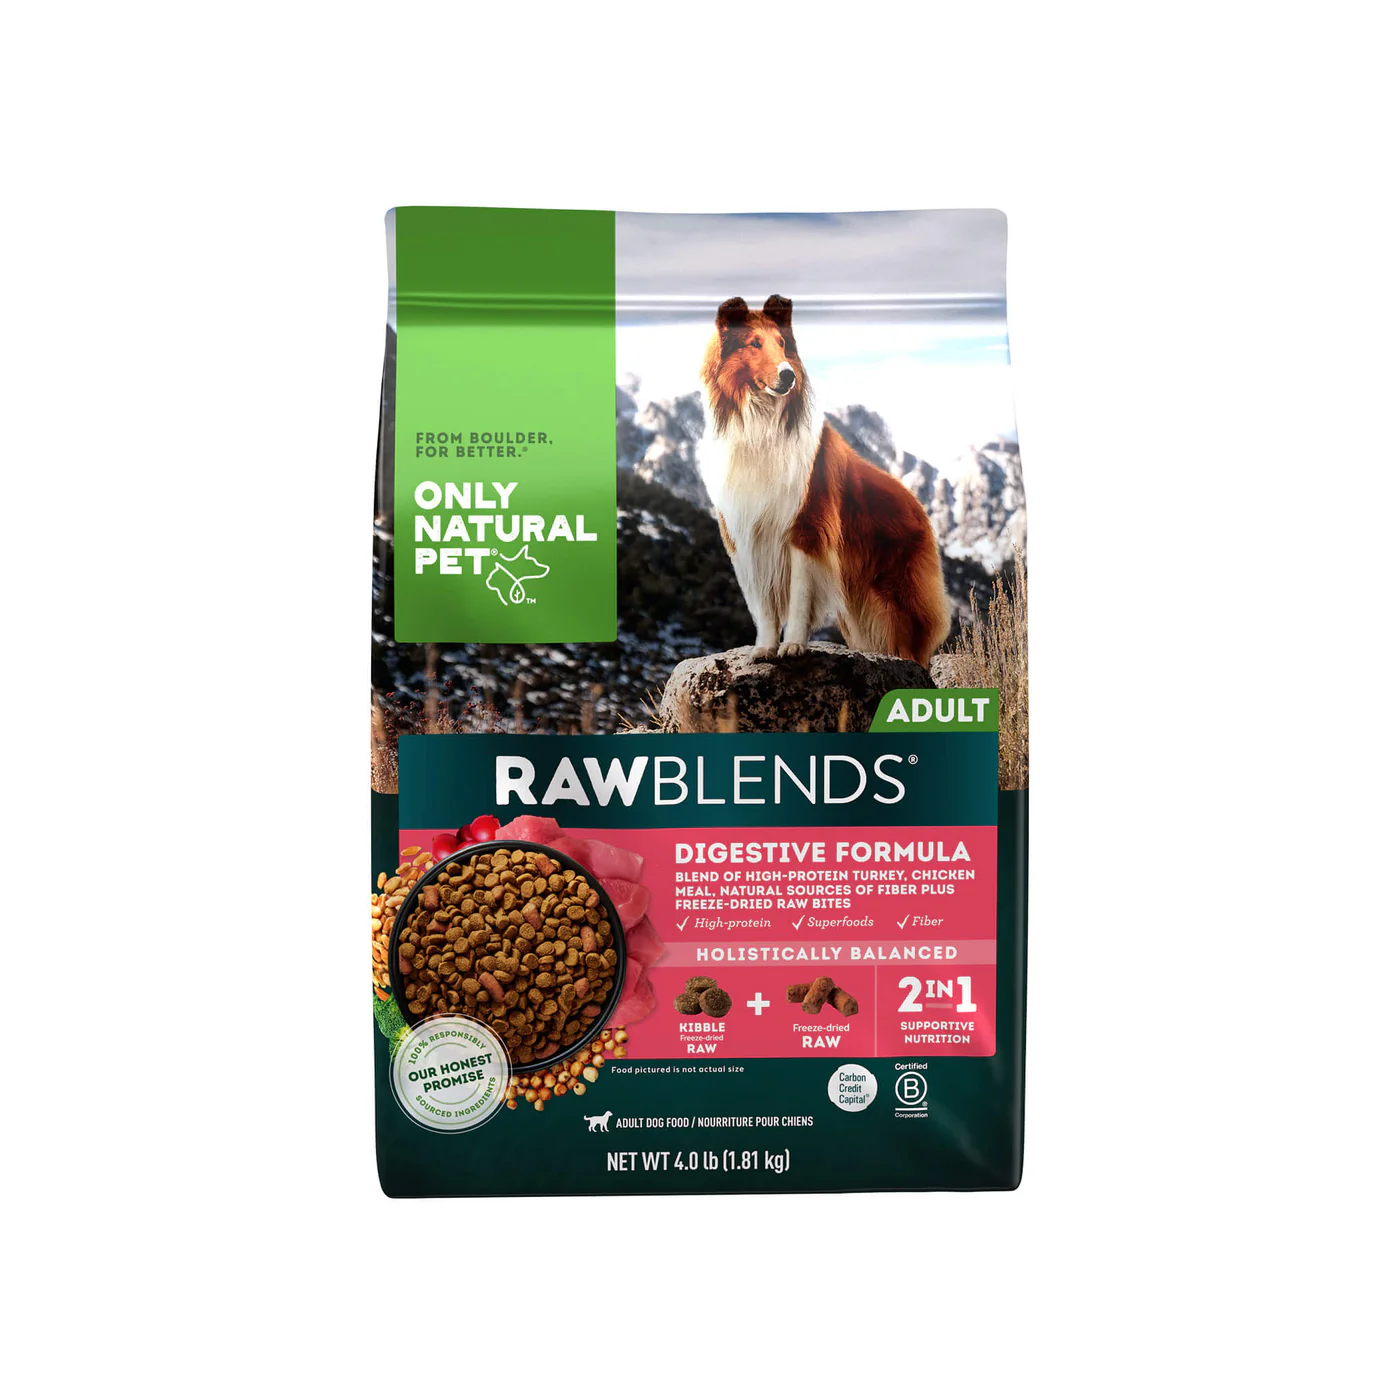 FROM BOULDER,
FOR BETTER.®
ONLY
NATURAL
PET®
™
ADULT
RAWBLENDS®
DIGESTIVE FORMULA
BLEND OF HIGH-PROTEIN TURKEY, CHICKEN
MEAL, NATURAL SOURCES OF FIBER PLUS
FREEZE-DRIED RAW BITES
✓ High-protein ✓ Superfoods ✓ Fiber
HOLISTICALLY BALANCED
KIBBLE
Freeze-dried
RAW
+
Freeze-dried
RAW
2 IN 1
SUPPORTIVE
NUTRITION
100% RESPONSIBLY
OUR HONEST
PROMISE
SOURCED INGREDIENTS
Food pictured is not actual size
Carbon
Credit
Capital®
Certified
B
®
Corporation
ADULT DOG FOOD / NOURRITURE POUR CHIENS
NET WT 4.0 lb (1.81 kg)